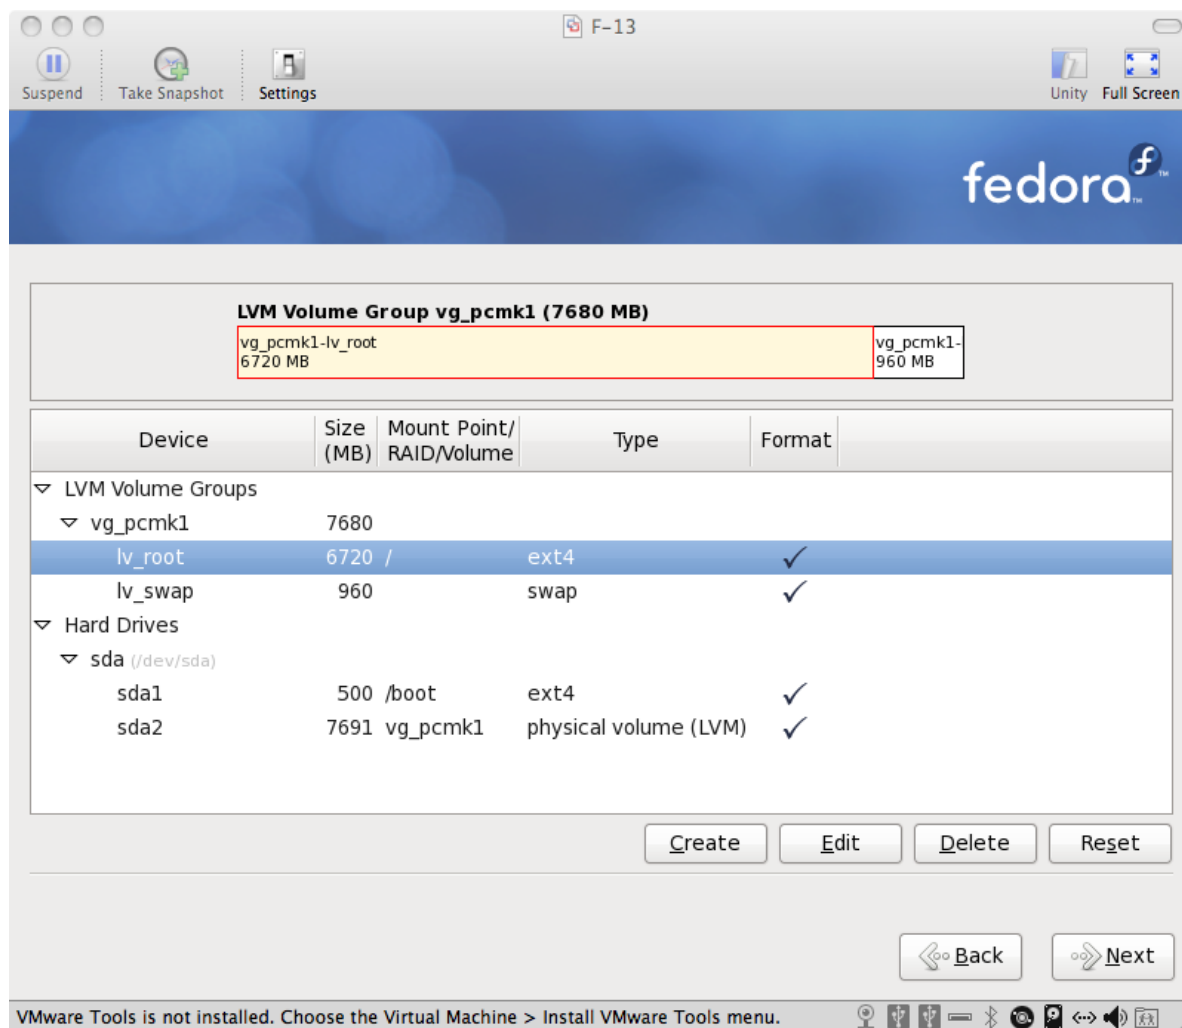 F-13
Suspend Take Snapshot Settings Unity Full Screen
fedora f TM
TM
LVM Volume Group vg_pcmk1 (7680 MB)
vg_pcmk1-lv_root vg_pcmk1-
6720 MB 960 MB
Device Size (MB) Mount Point/ RAID/Volume Type Format
LVM Volume Groups
vg_pcmk1 7680
lv_root 6720 / ext4
lv_swap 960 swap
Hard Drives
sda (/dev/sda)
sda1 500 /boot ext4
sda2 7691 vg_pcmk1 physical volume (LVM)
Create Edit Delete Reset
Back Next
VMware Tools is not installed. Choose the Virtual Machine > Install VMware Tools menu.